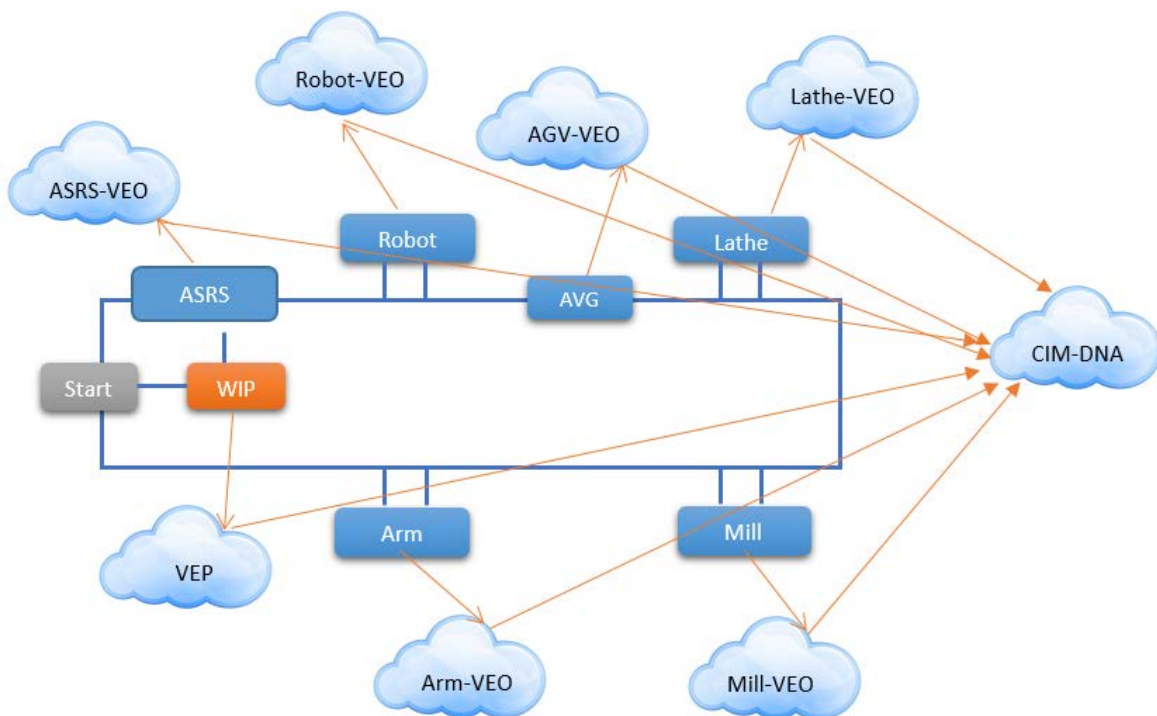 Robot-VEO
Lathe-VEO
AGV-VEO
ASRS-VEO
Robot
Lathe
ASRS
AVG
CIM-DNA
Start
WIP
Arm
Mill
VEP
Arm-VEO
Mill-VEO